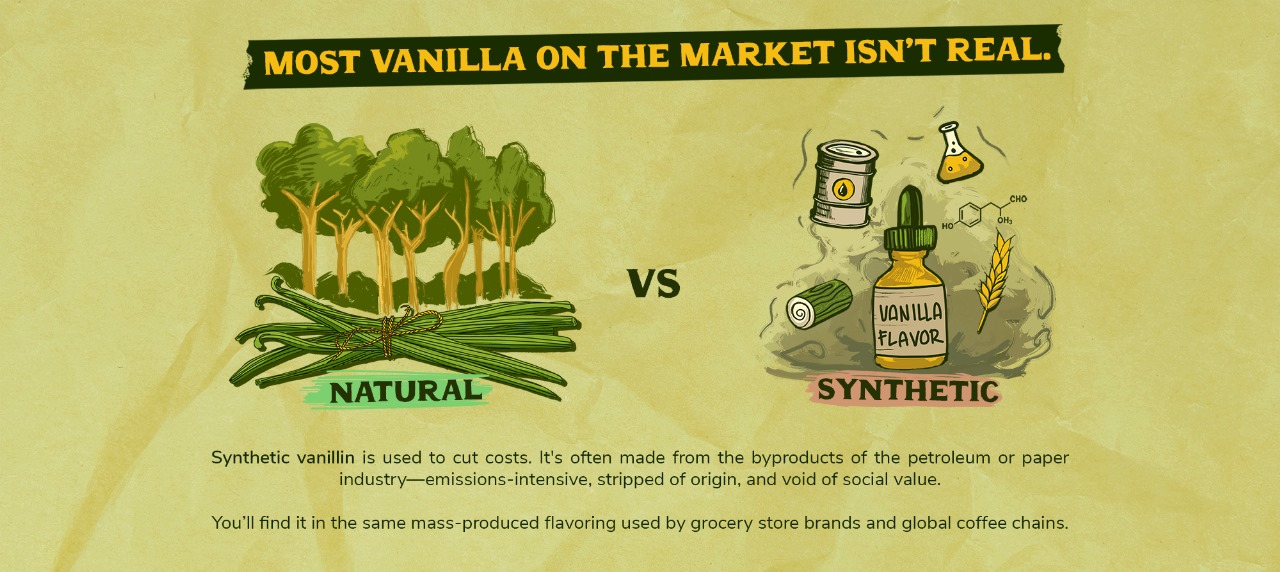 MOST VANILLA ON THE MARKET ISN'T REAL.
CHO
HO
OH₃
VS
VANILLA
FLAVOR
NATURAL
SYNTHETIC
Synthetic vanillin is used to cut costs. It's often made from the byproducts of the petroleum or paper
industry—emissions-intensive, stripped of origin, and void of social value.
You'll find it in the same mass-produced flavoring used by grocery store brands and global coffee chains.